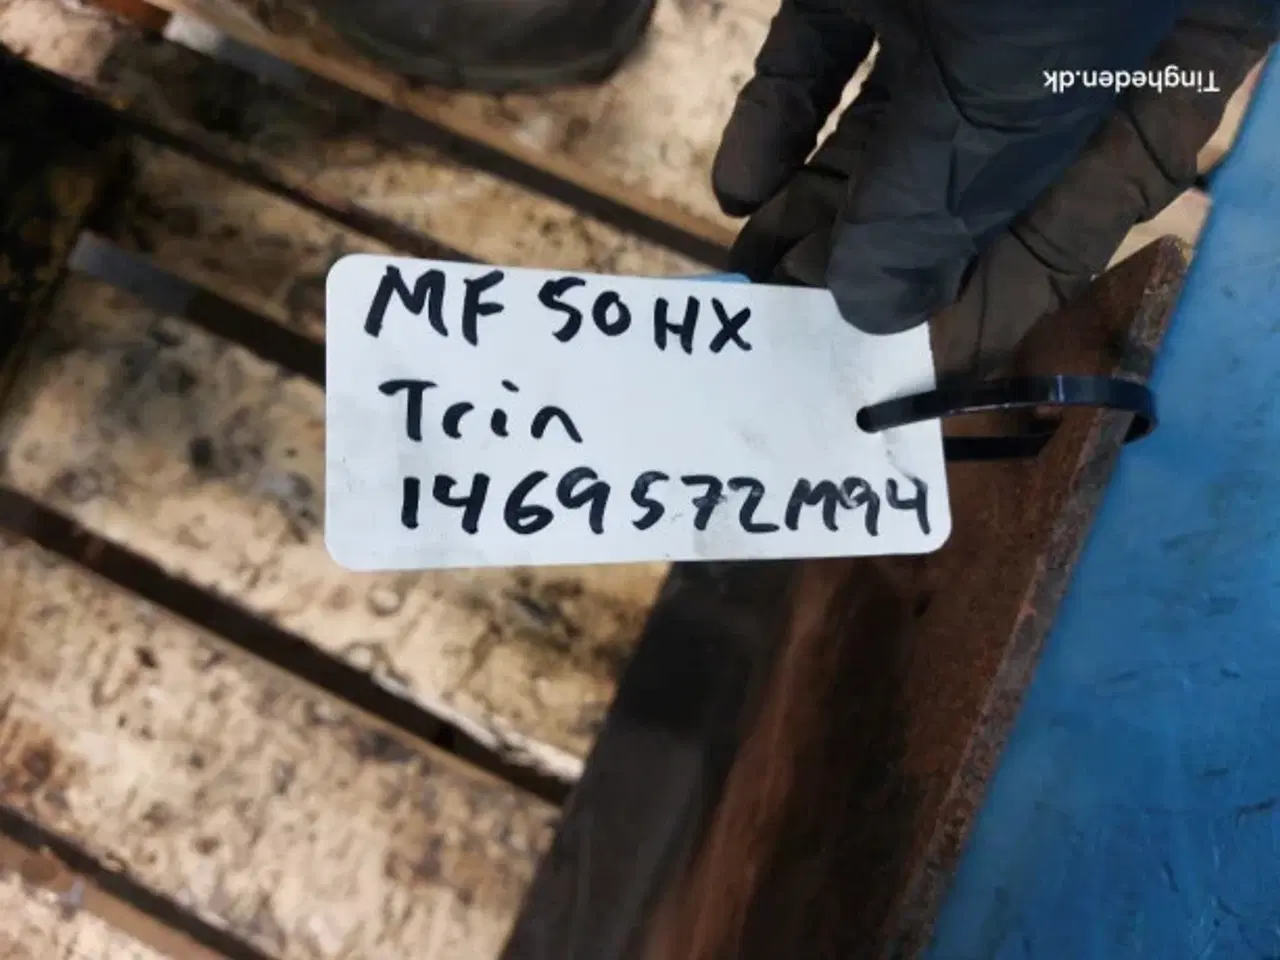 Tingheden.dk
MF 50HX
Trin
1469572M94